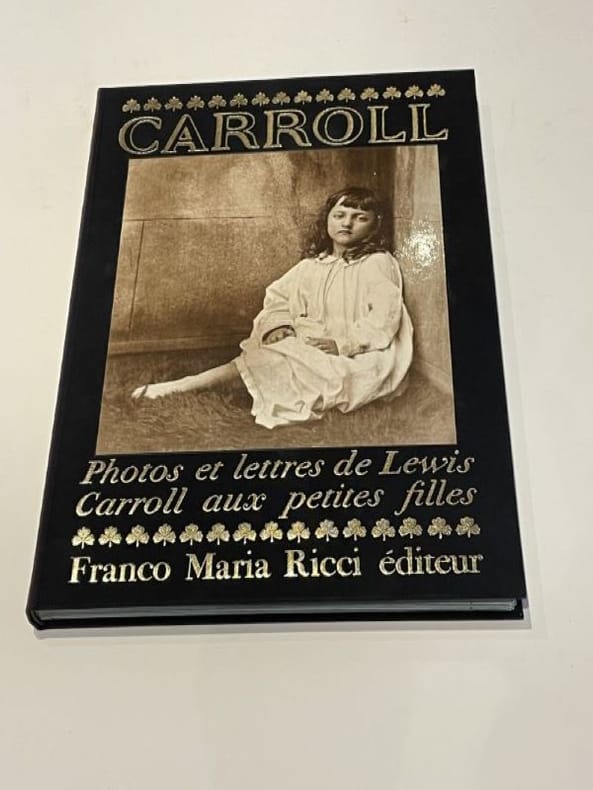 CARROLL
Photos et lettres de Lewis
Carroll aux petites filles
Franco Maria Ricci éditeur